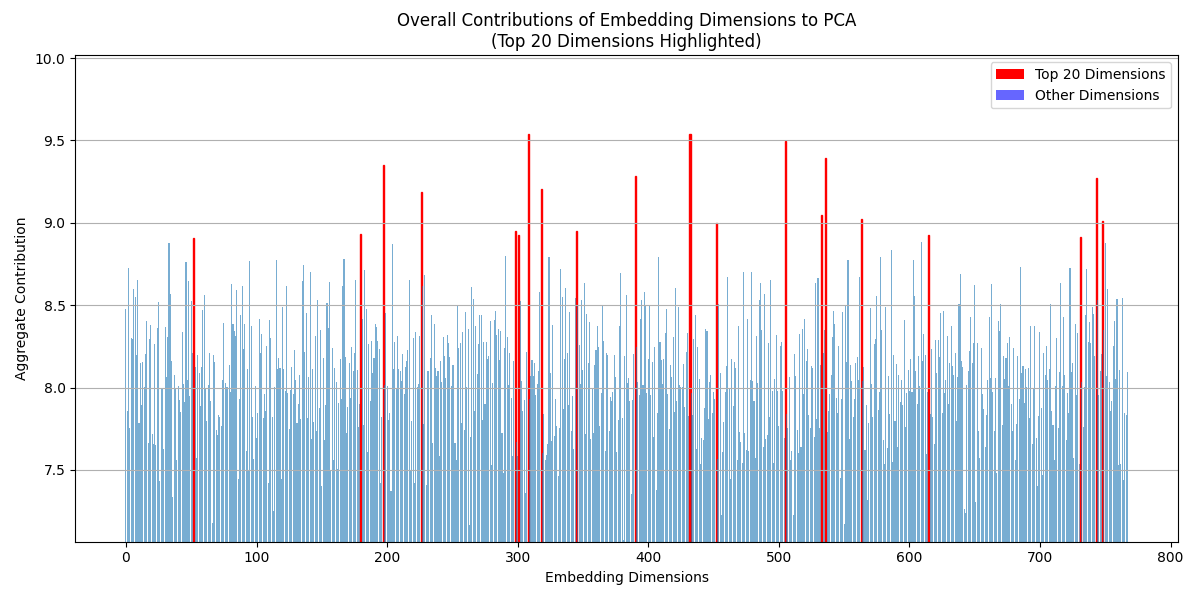 Overall Contributions of Embedding Dimensions to PCA
(Top 20 Dimensions Highlighted)
Top 20 Dimensions
Other Dimensions
Aggregate Contribution
10.0
9.5
9.0
8.5
8.0
7.5
0 100 200 300 400 500 600 700 800
Embedding Dimensions